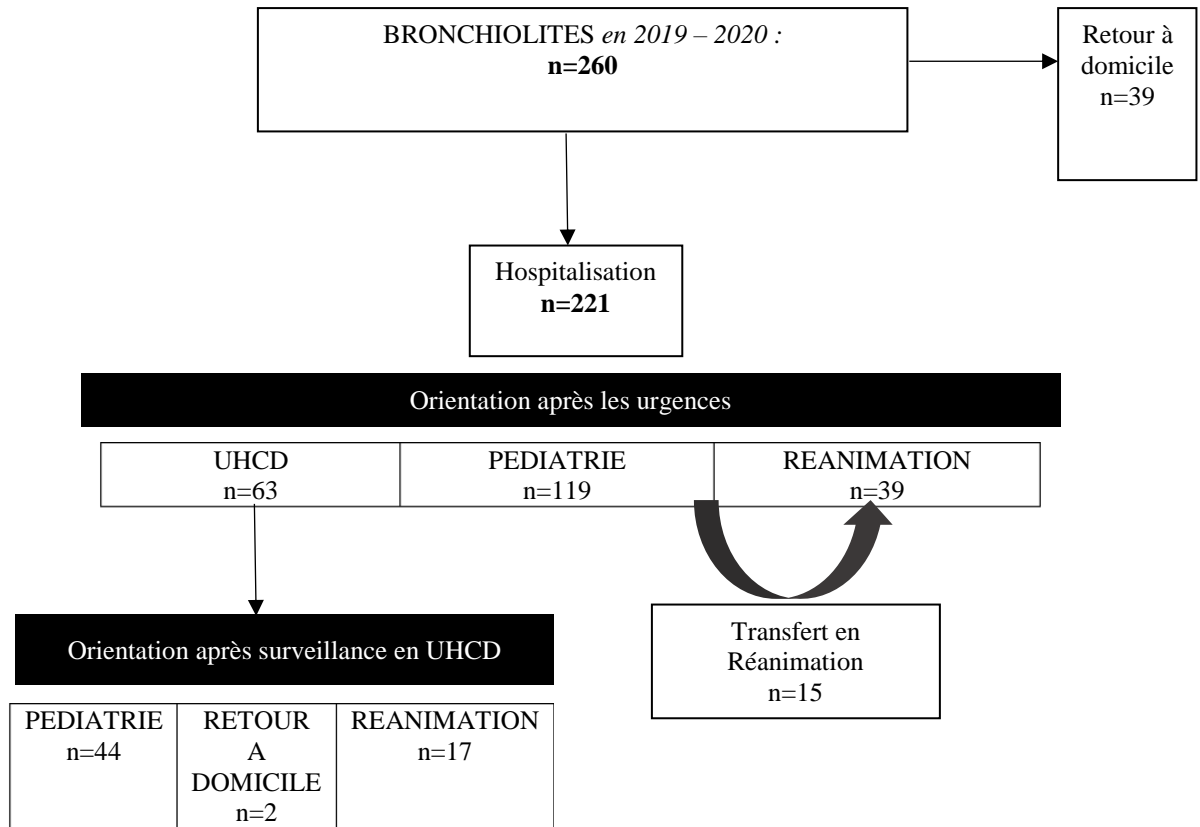 BRONCHIOLITES en 2019 – 2020 :
n=260
Retour à
domicile
n=39
Hospitalisation
n=221
Orientation après les urgences
UHCD
n=63
PEDIATRIE
n=119
REANIMATION
n=39
Orientation après surveillance en UHCD
Transfert en
Réanimation
n=15
PEDIATRIE
n=44
RETOUR
A
DOMICILE
n=2
REANIMATION
n=17